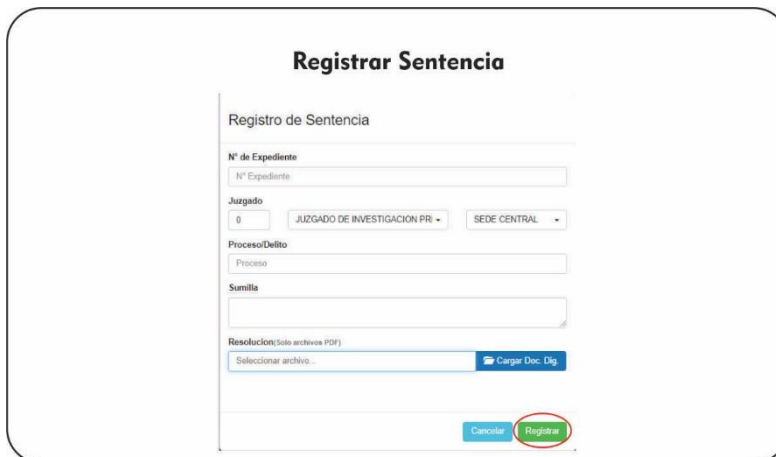 Registrar Sentencia
Registro de Sentencia
N° de Expediente
N° Expediente
Juzgado
0 JUZGADO DE INVESTIGACION PRI SEDE CENTRAL
Proceso/Delito
Proceso
Sumilla
Resolucion(Solo archivos PDF)
Seleccionar archivo... Cargar Doc. Dig.
Cancelar Registrar